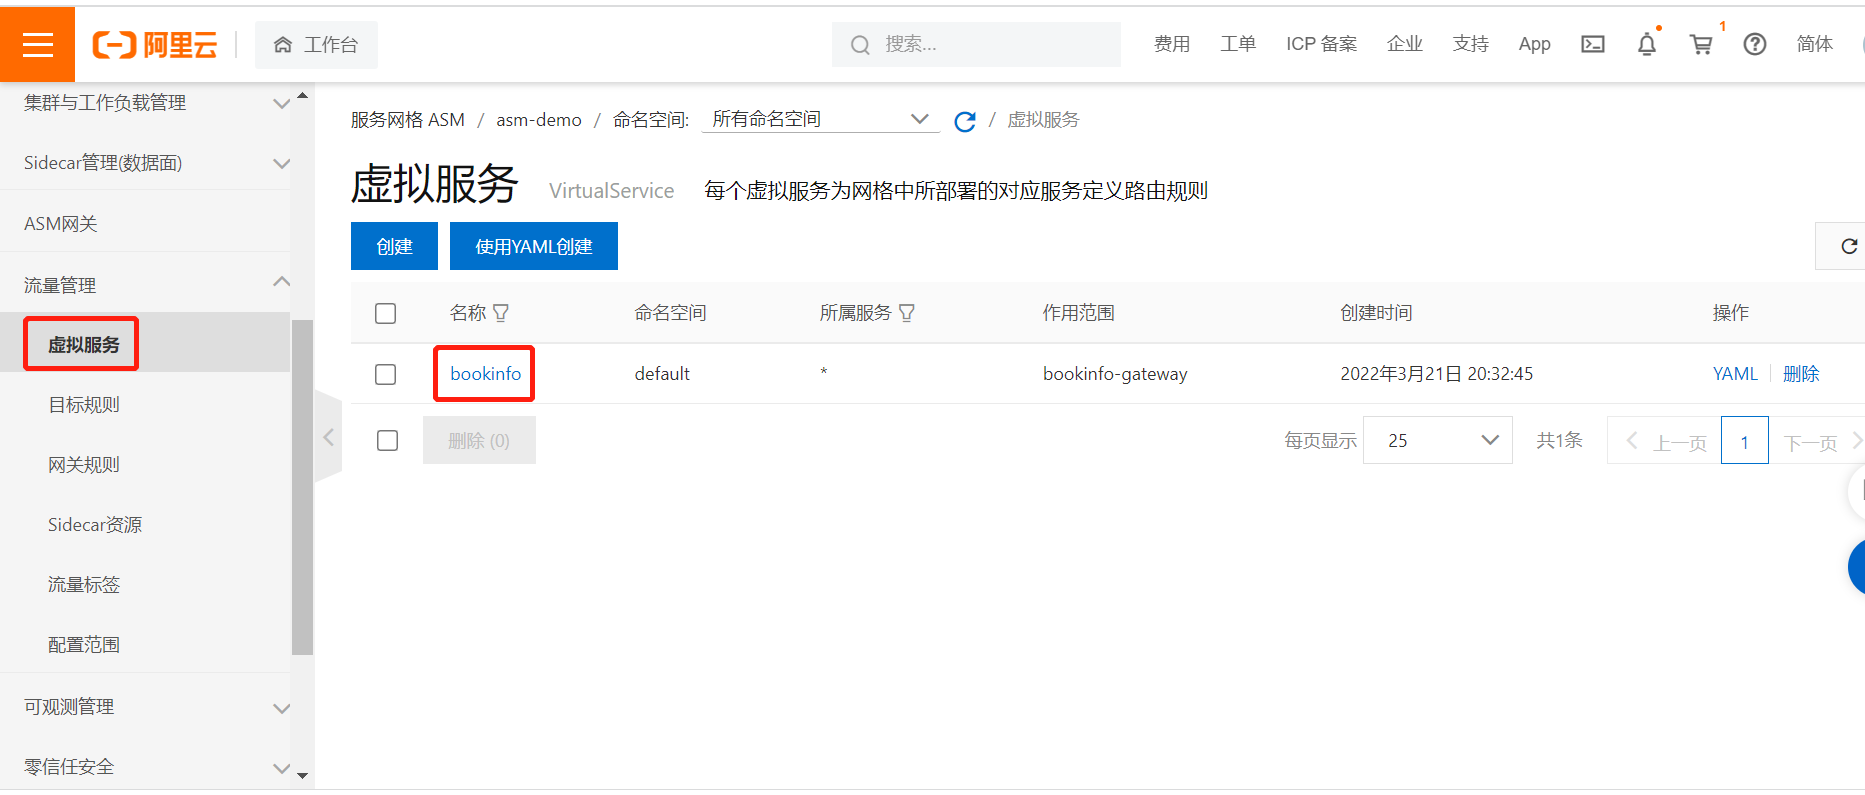 阿里云
工作台
搜索...
费用
工单
ICP 备案
企业
支持
App
1
简体
集群与工作负载管理
Sidecar管理(数据面)
ASM网关
流量管理
虚拟服务
目标规则
网关规则
Sidecar资源
流量标签
配置范围
可观测管理
零信任安全
服务网格 ASM / asm-demo / 命名空间: 所有命名空间 / 虚拟服务
虚拟服务 VirtualService 每个虚拟服务为网格中所部署的对应服务定义路由规则
创建 使用YAML创建
名称 命名空间 所属服务 作用范围 创建时间 操作
bookinfo default * bookinfo-gateway 2022年3月21日 20:32:45 YAML 删除
删除 (0) 每页显示 25 共1条 上一页 1 下一页